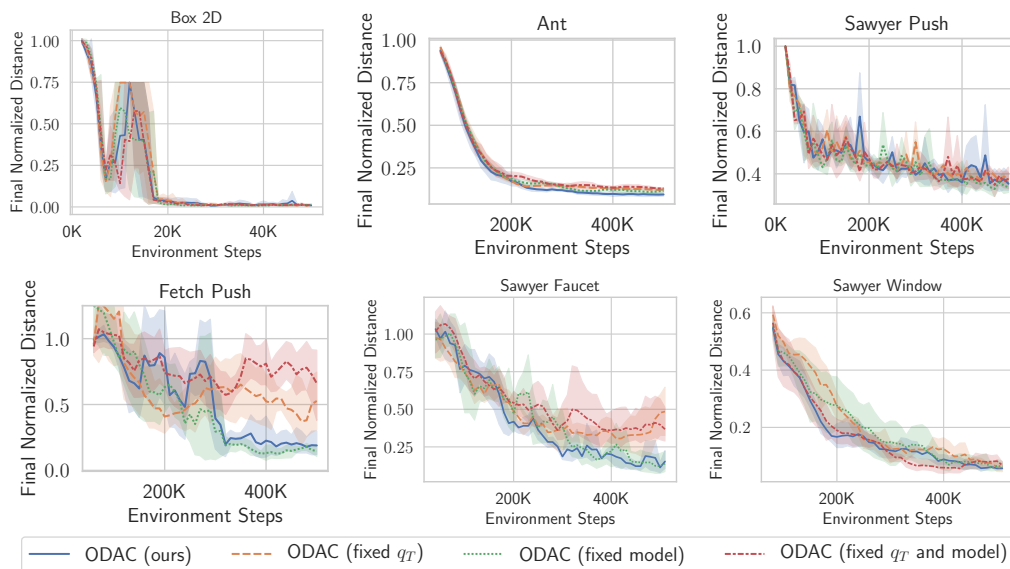 Box 2D
Final Normalized Distance
1.00
0.75
0.50
0.25
0.00
0K
20K
40K
Environment Steps
Ant
Final Normalized Distance
1.00
0.75
0.50
0.25
200K
400K
Environment Steps
Sawyer Push
Final Normalized Distance
1.0
0.8
0.6
0.4
200K
400K
Environment Steps
Fetch Push
Final Normalized Distance
1.0
0.5
0.0
200K
400K
Environment Steps
Sawyer Faucet
Final Normalized Distance
1.00
0.75
0.50
0.25
200K
400K
Environment Steps
Sawyer Window
Final Normalized Distance
0.6
0.4
0.2
200K
400K
Environment Steps
ODAC (ours)
ODAC (fixed $q_T$)
ODAC (fixed model)
ODAC (fixed $q_T$ and model)